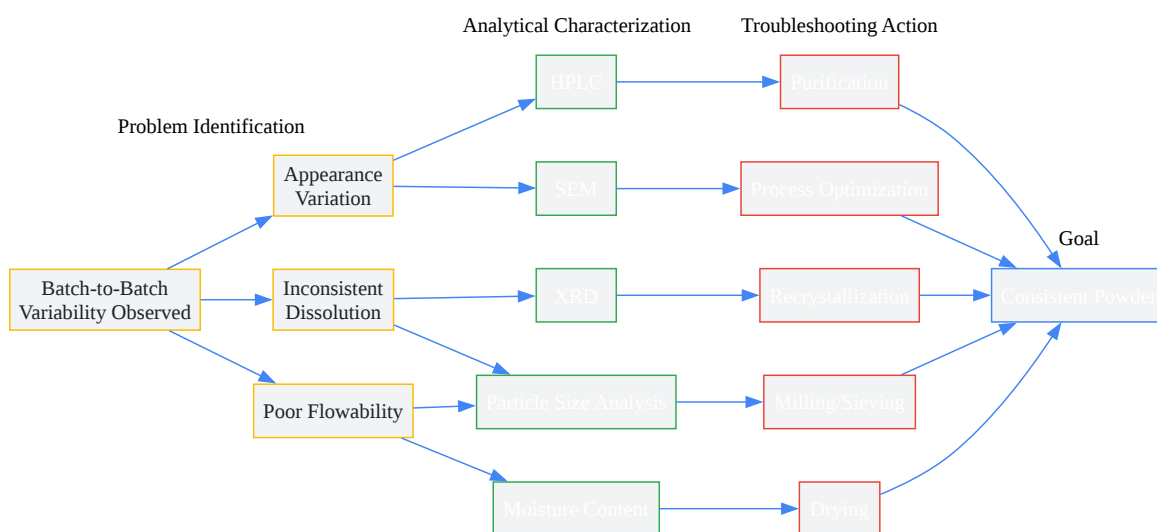 Analytical Characterization
Troubleshooting Action
HPLC
Purification
Problem Identification
Appearance
Variation
SEM
Process Optimization
Goal
Batch-to-Batch
Variability Observed
Inconsistent
Dissolution
XRD
Recrystallization
Consistent Powder
Poor Flowability
Particle Size Analysis
Milling/Sieving
Moisture Content
Drying